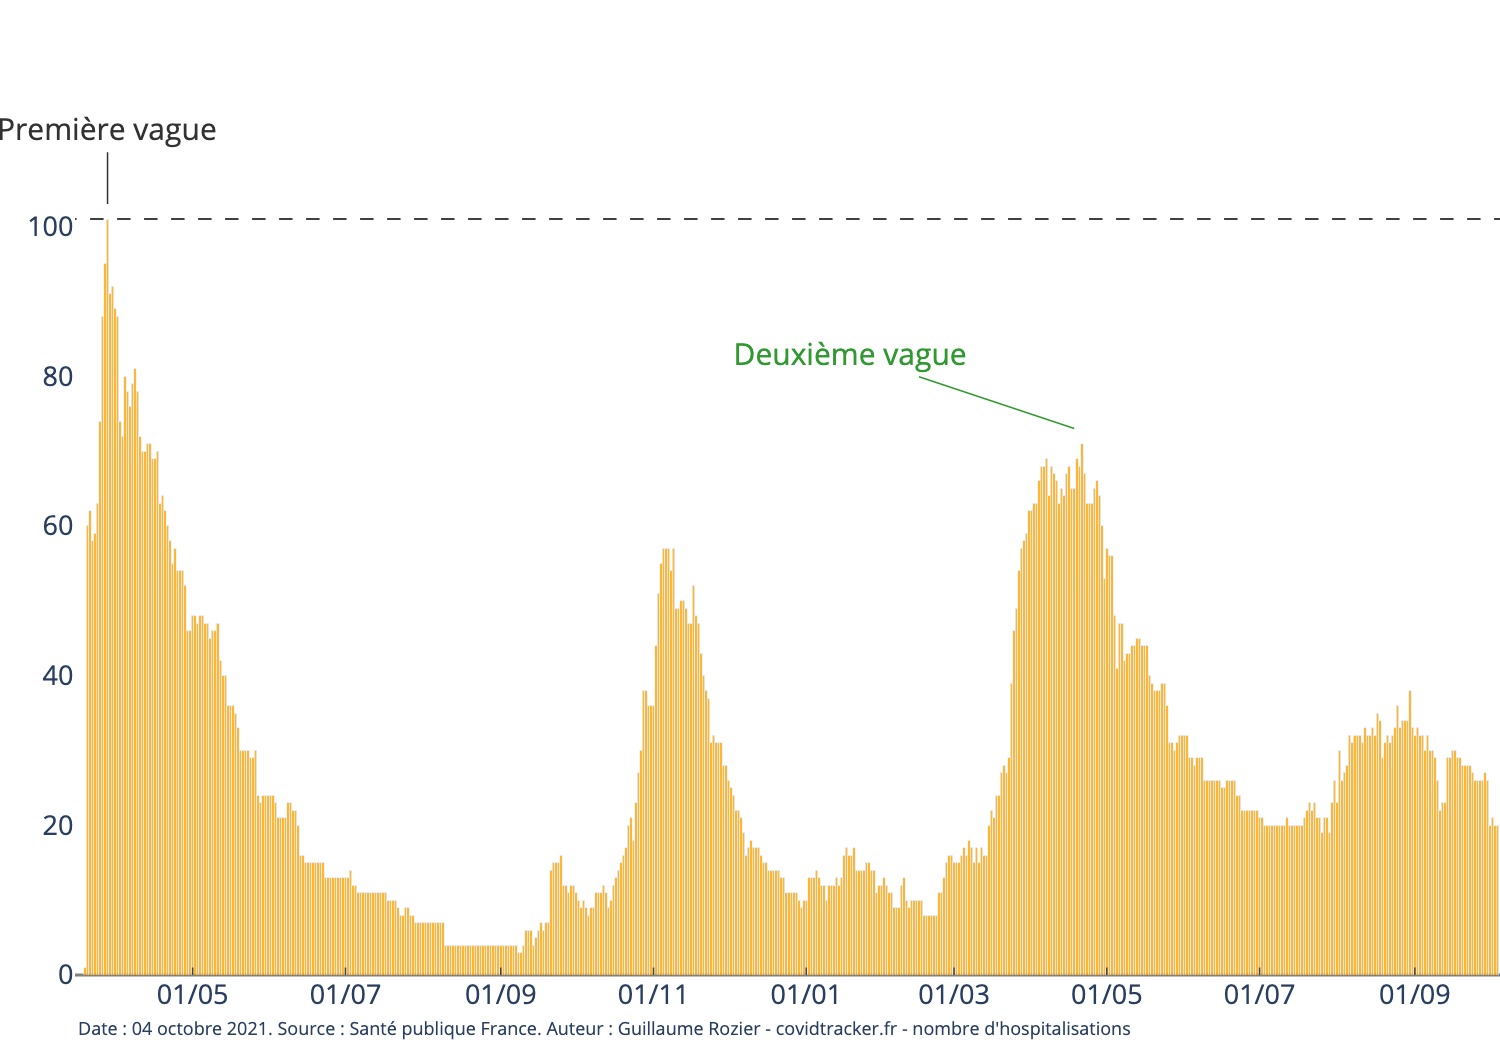 Première vague
100
Deuxième vague
80
60
40
20
0
01/05 01/07 01/09 01/11 01/01 01/03 01/05 01/07 01/09
Date : 04 octobre 2021. Source : Santé publique France. Auteur : Guillaume Rozier - covidtracker.fr - nombre d'hospitalisations